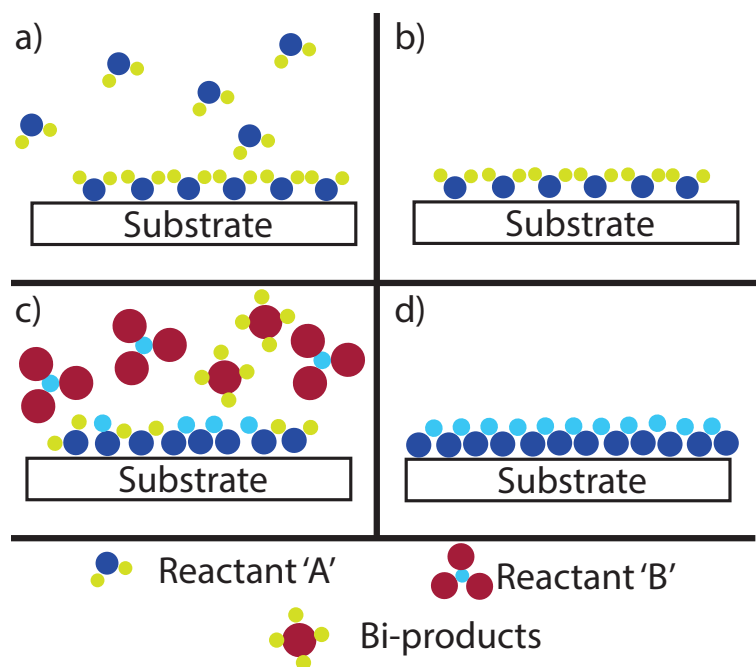 a)
b)
Substrate
Substrate
c)
d)
Substrate
Substrate
Reactant 'A'
Reactant 'B'
Bi-products